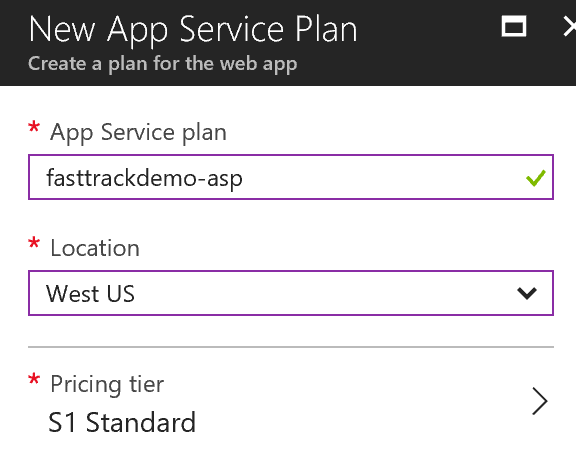 New App Service Plan
Create a plan for the web app
* App Service plan
fasttrackdemo-asp
* Location
West US
* Pricing tier
S1 Standard